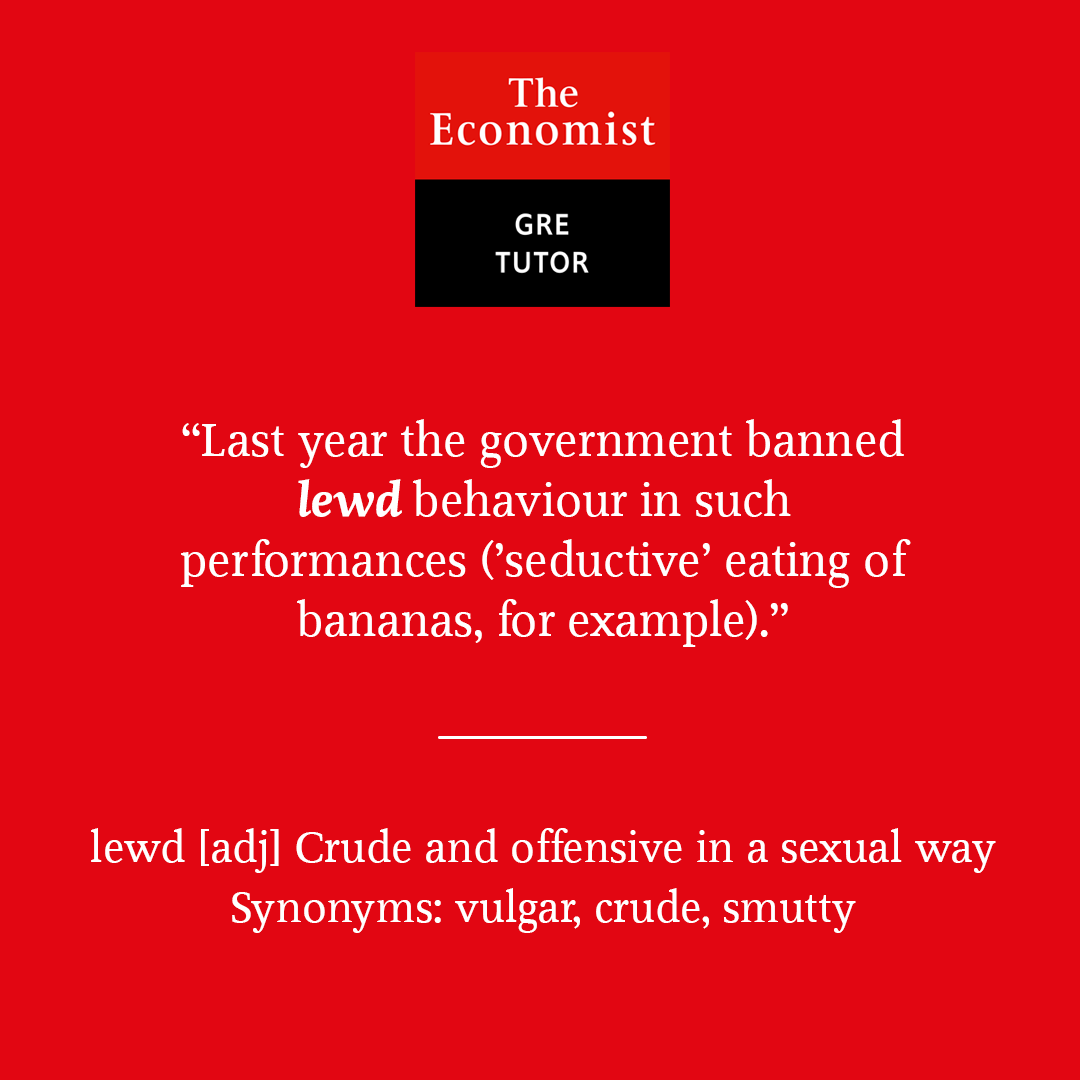 The
Economist
GRE
TUTOR
“Last year the government banned
lewd behaviour in such
performances (’seductive’ eating of
bananas, for example).”
lewd [adj] Crude and offensive in a sexual way
Synonyms: vulgar, crude, smutty